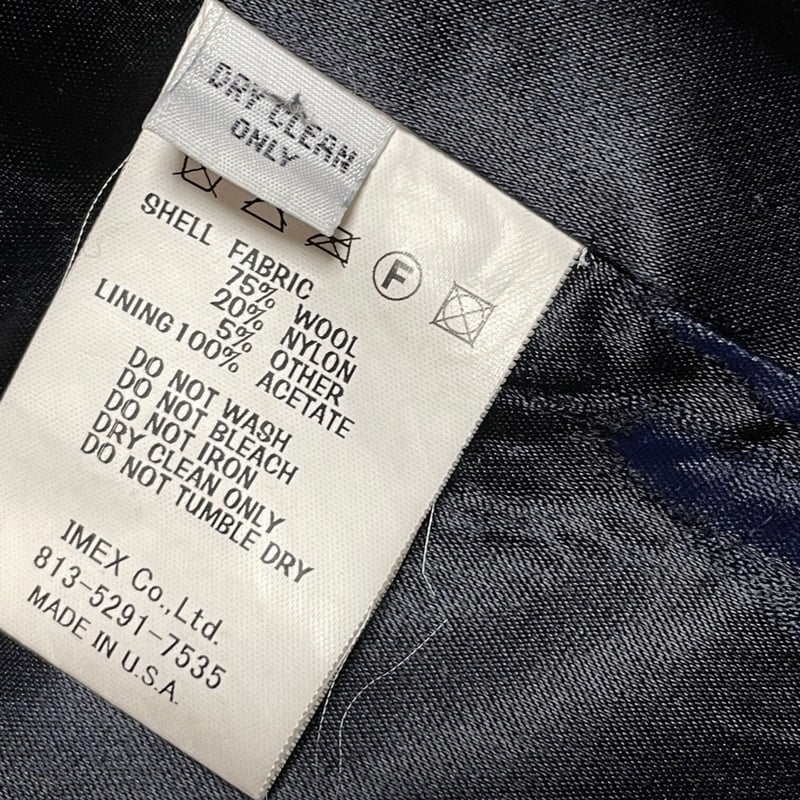 DRY CLEAN
ONLY
F
SHELL FABRIC
75% WOOL
20% NYLON
5% OTHER
LINING 100% ACETATE
DO NOT WASH
DO NOT BLEACH
DO NOT IRON
DRY CLEAN ONLY
DO NOT TUMBLE DRY
IMEX Co.,Ltd.
813-5291-7535
MADE IN U.S.A.